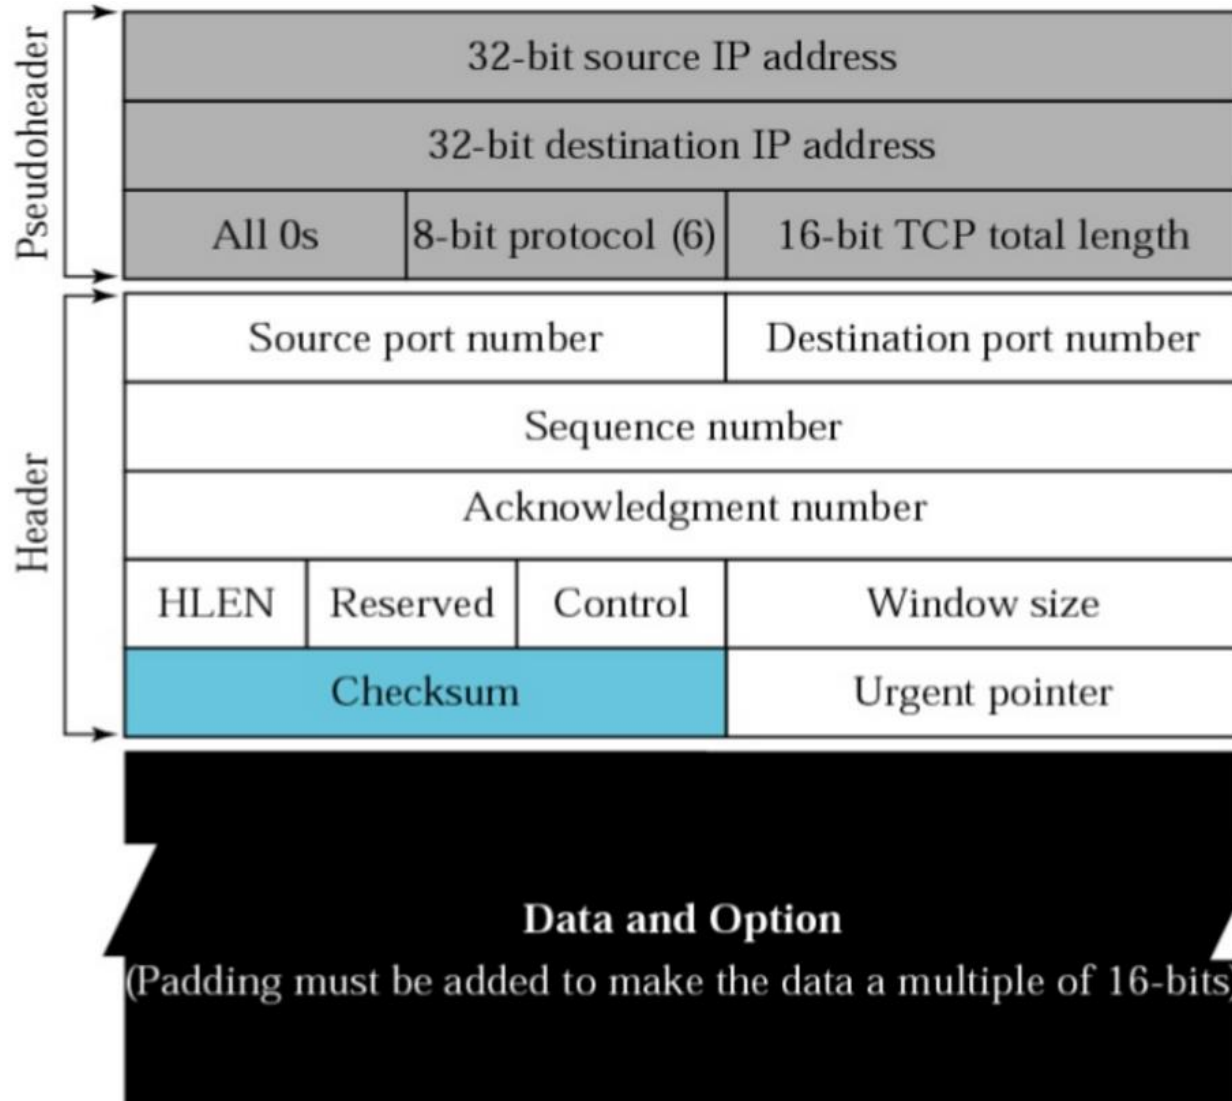 Pseudoheader
32-bit source IP address
32-bit destination IP address
All 0s 8-bit protocol (6) 16-bit TCP total length
Header
Source port number Destination port number
Sequence number
Acknowledgment number
HLEN Reserved Control Window size
Checksum Urgent pointer
Data and Option
(Padding must be added to make the data a multiple of 16-bits)